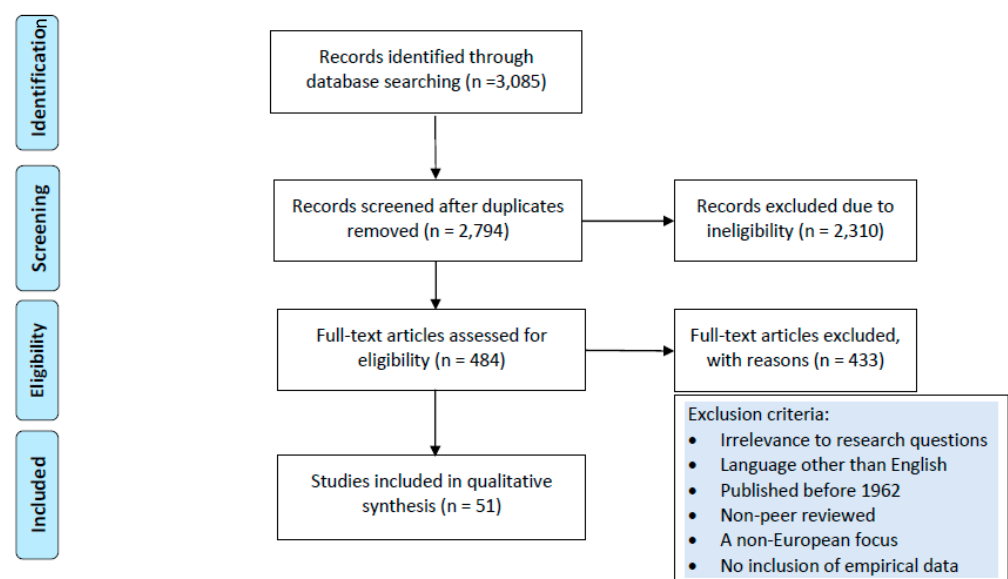 Identification
Records identified through
database searching (n =3,085)
Screening
Records screened after duplicates
removed (n = 2,794)
Records excluded due to
ineligibility (n = 2,310)
Eligibility
Full-text articles assessed for
eligibility (n = 484)
Full-text articles excluded,
with reasons (n = 433)
Included
Studies included in qualitative
synthesis (n = 51)
Exclusion criteria:
• Irrelevance to research questions
• Language other than English
• Published before 1962
• Non-peer reviewed
• A non-European focus
• No inclusion of empirical data